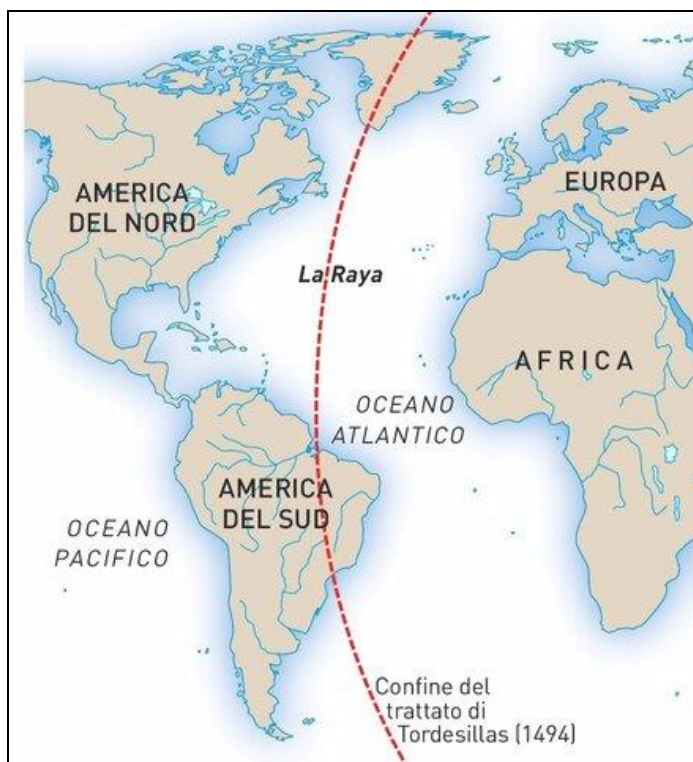 AMERICA
DEL NORD
EUROPA
La Raya
AFRICA
OCEANO
ATLANTICO
AMERICA
DEL SUD
OCEANO
PACIFICO
Confine del
trattato di
Tordesillas (1494)